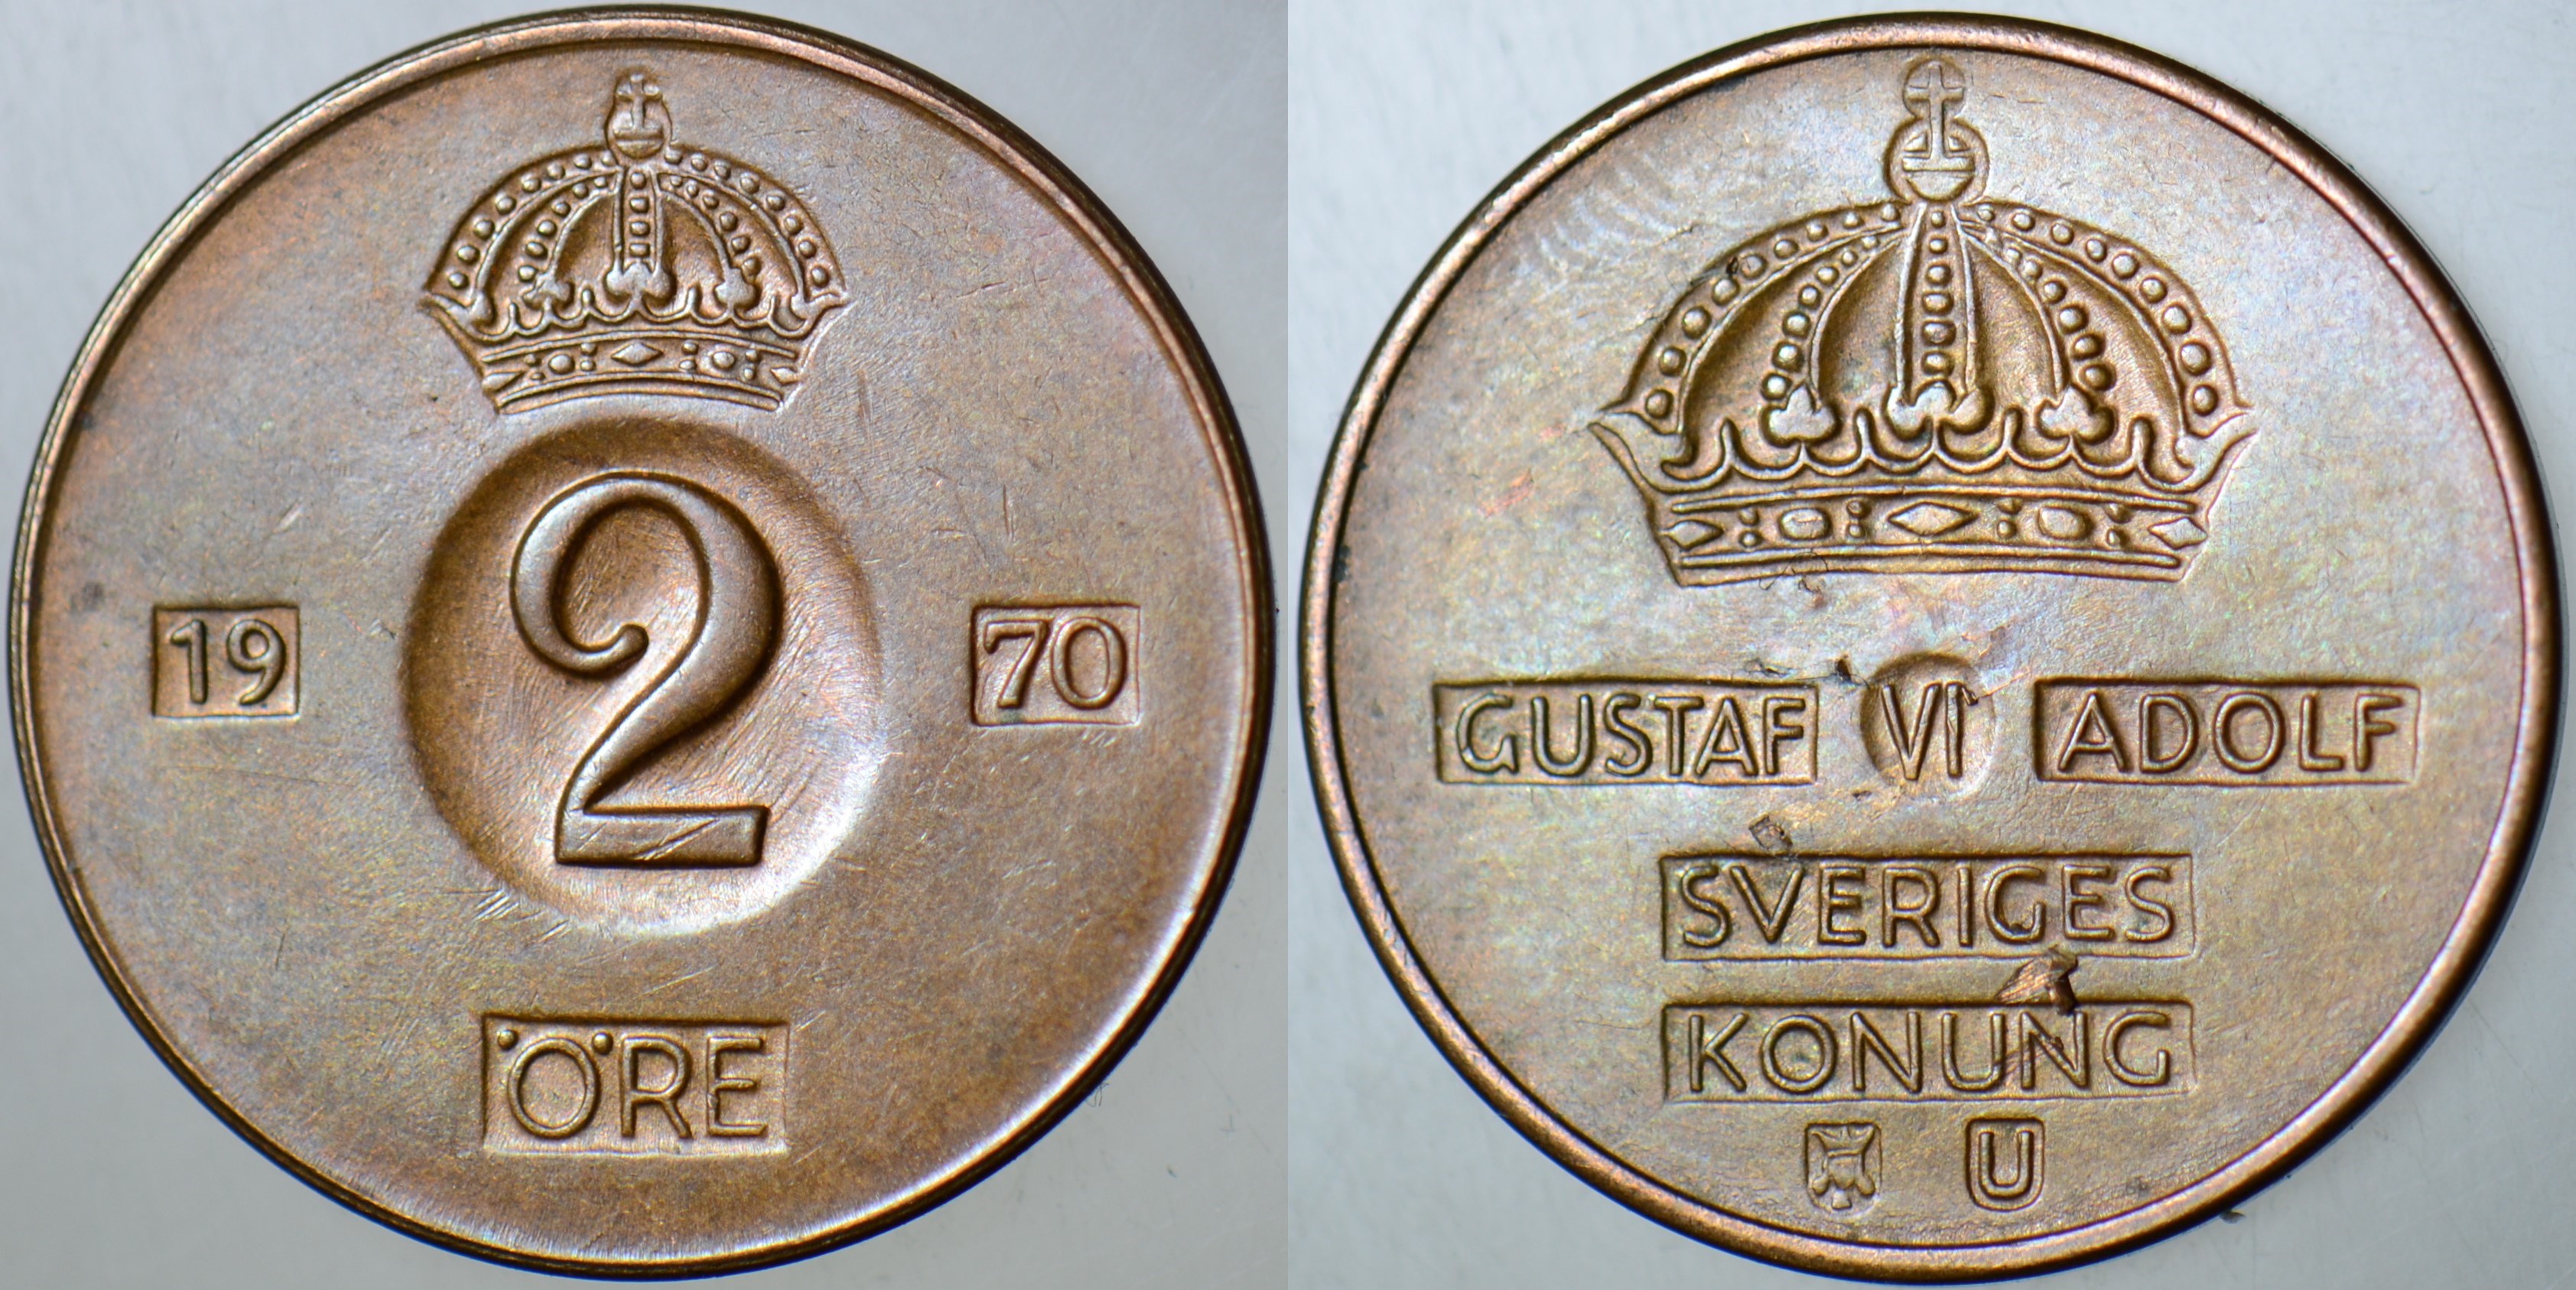 19 2 70
ÖRE
GUSTAF VI ADOLF
SVERIGES
KONUNG
U